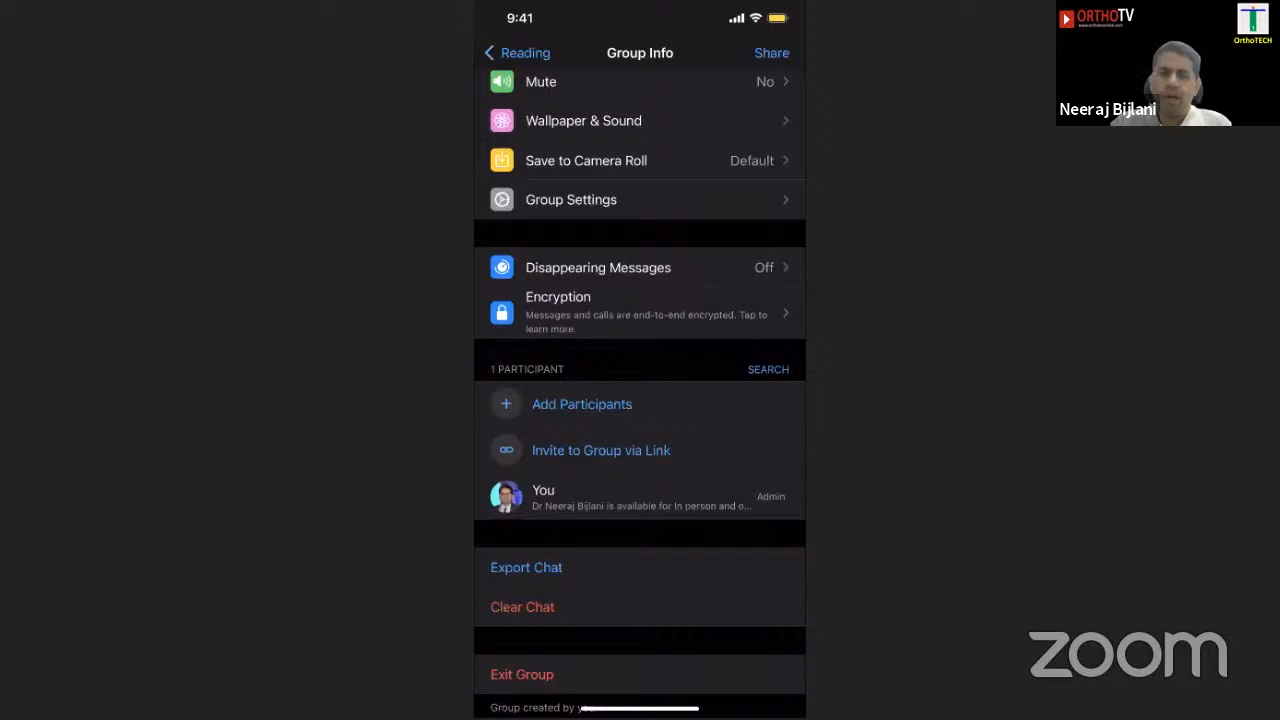 9:41
ORTHOTV
www.orthotvonline.com
OrthoTECH
Neeraj Bijlani
Reading
Group Info
Share
Mute
No
Wallpaper & Sound
Save to Camera Roll
Default
Group Settings
Disappearing Messages
Off
Encryption
Messages and calls are end-to-end encrypted. Tap to
learn more.
1 PARTICIPANT
SEARCH
Add Participants
Invite to Group via Link
You
Dr Neeraj Bijlani is available for In person and o...
Admin
Export Chat
Clear Chat
Exit Group
Group created by
zoom